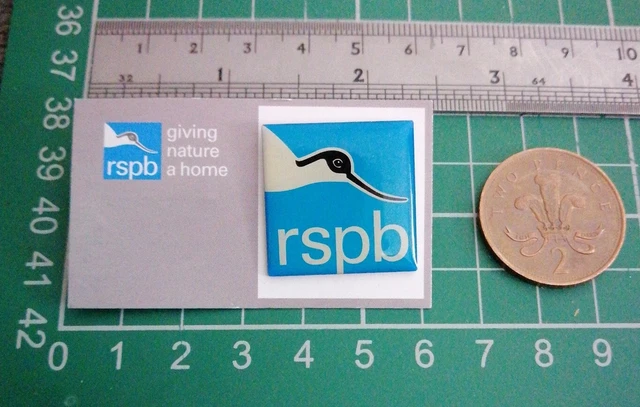 1 2 3 4 5 6 7 8 9 10
32 1 2 3 64 4
36
37
38
39
40
41
42
giving
nature
a home
rspb
rspb
TWO PENCE
2
0 1 2 3 4 5 6 7 8 9